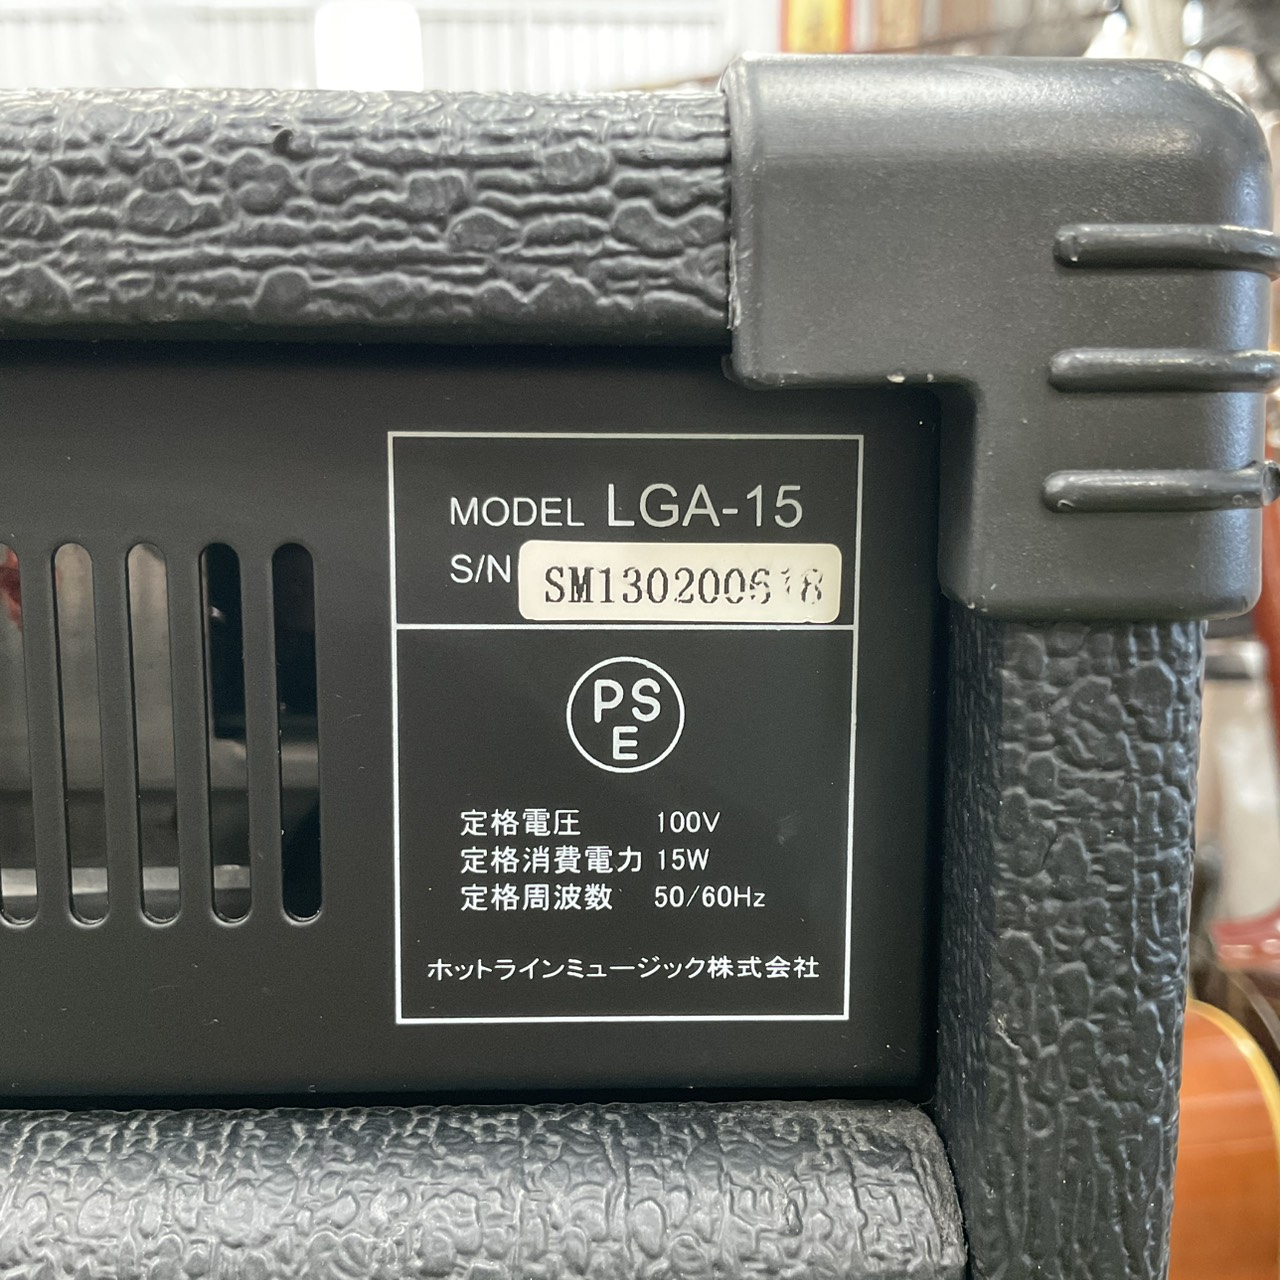 MODEL LGA-15
S/N SM130200618
PSE
定格電圧 100V
定格消費電力 15W
定格周波数 50/60Hz
ホットラインミュージック株式会社